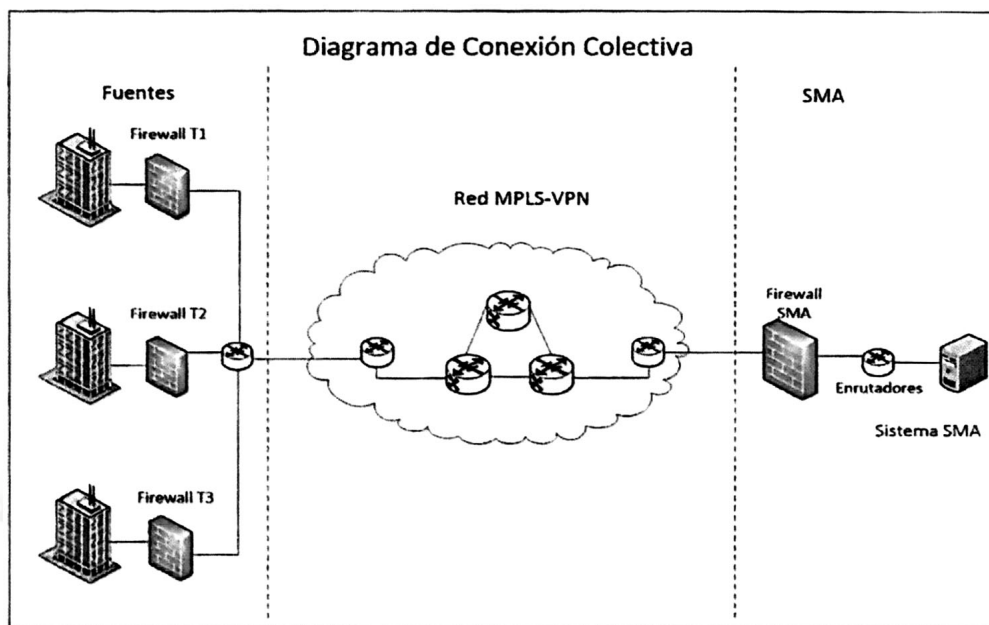 Diagrama de Conexión Colectiva
Fuentes
SMA
Firewall T1
Red MPLS-VPN
Firewall T2
Firewall
SMA
Enrutadores
Sistema SMA
Firewall T3